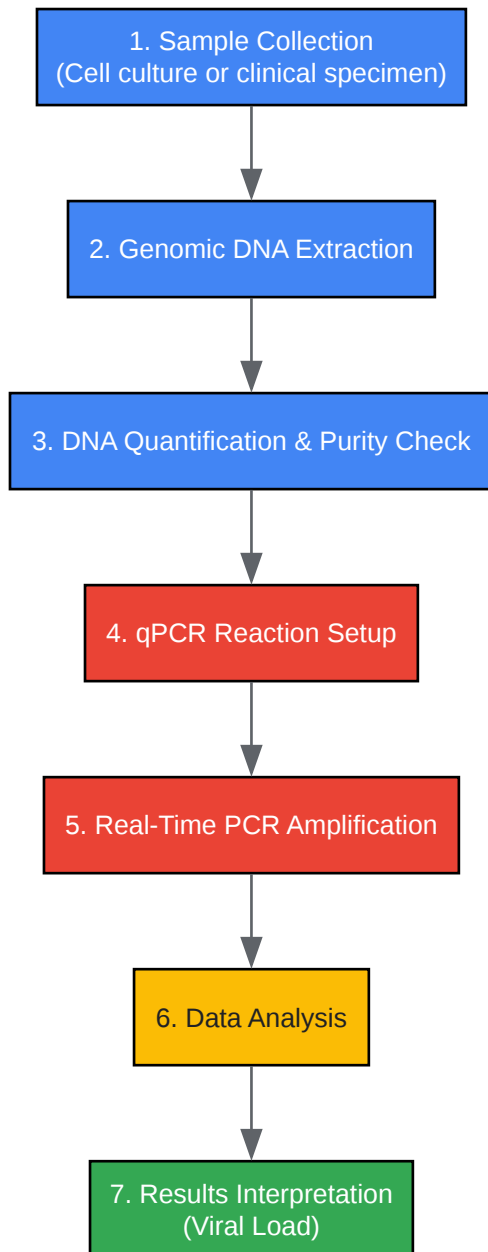 1. Sample Collection
(Cell culture or clinical specimen)
2. Genomic DNA Extraction
3. DNA Quantification & Purity Check
4. qPCR Reaction Setup
5. Real-Time PCR Amplification
6. Data Analysis
7. Results Interpretation
(Viral Load)